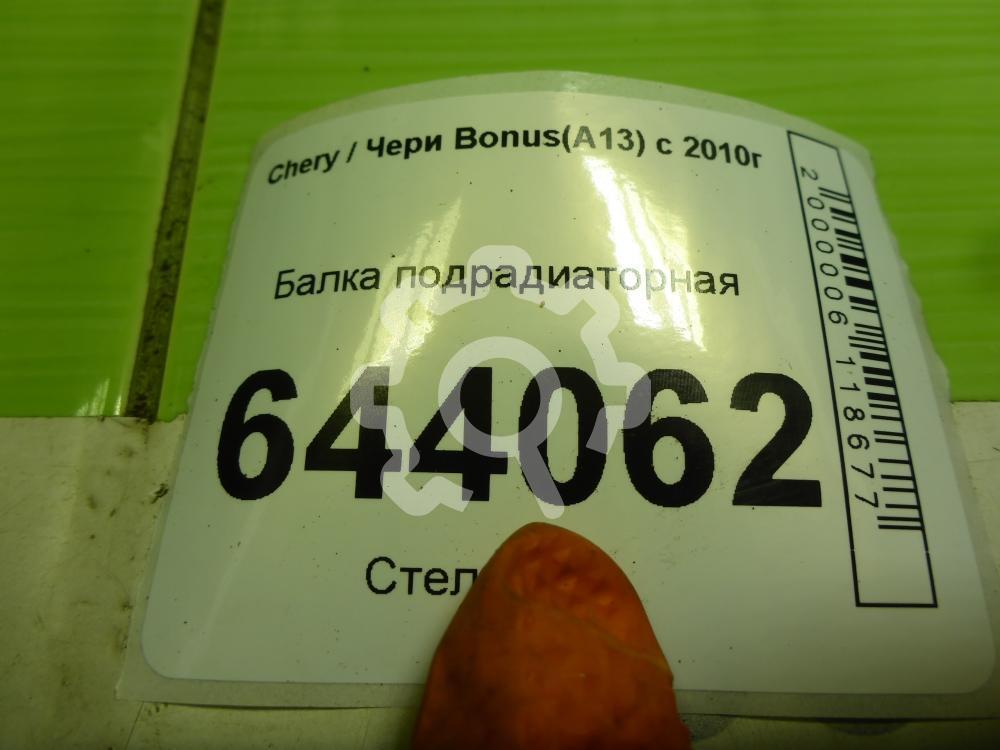 Chery / Чери Bonus(A13) с 2010г
Балка подрадиаторная
644062
2000006118677